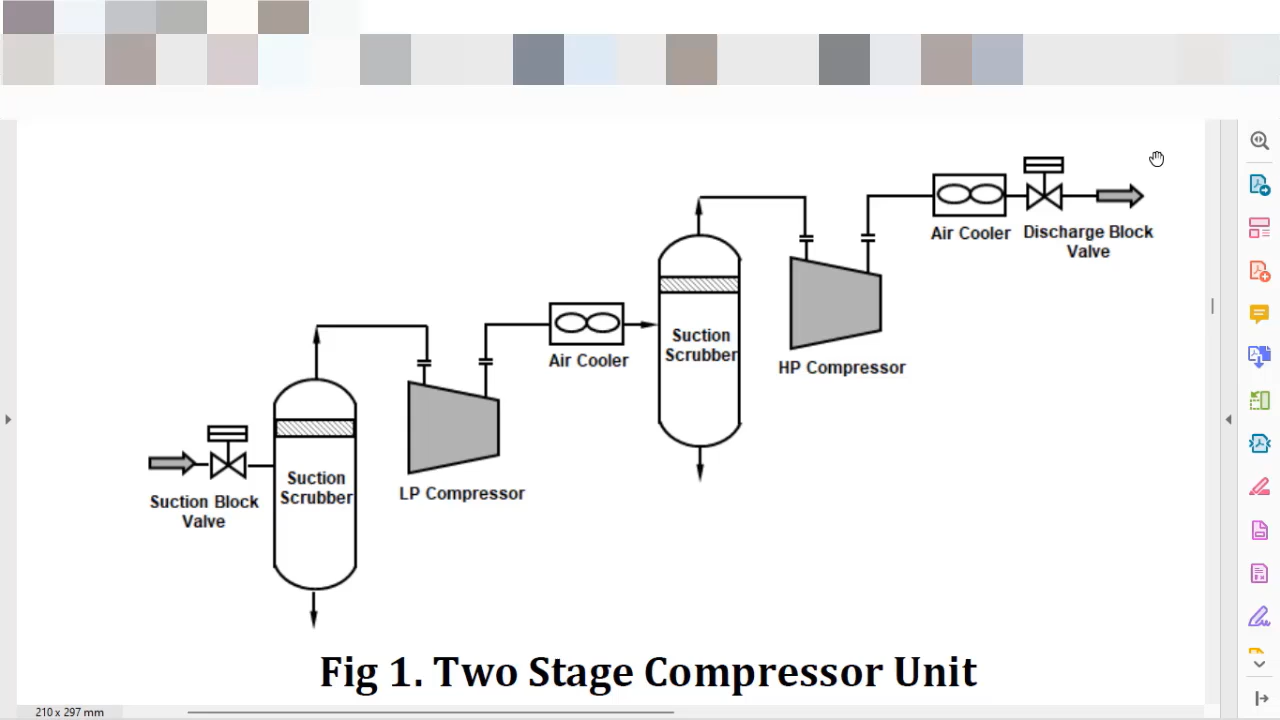 Air Cooler
Discharge Block
Valve
Suction
Scrubber
Air Cooler
HP Compressor
Suction
Scrubber
LP Compressor
Suction Block
Valve
Fig 1. Two Stage Compressor Unit
210 x 297 mm